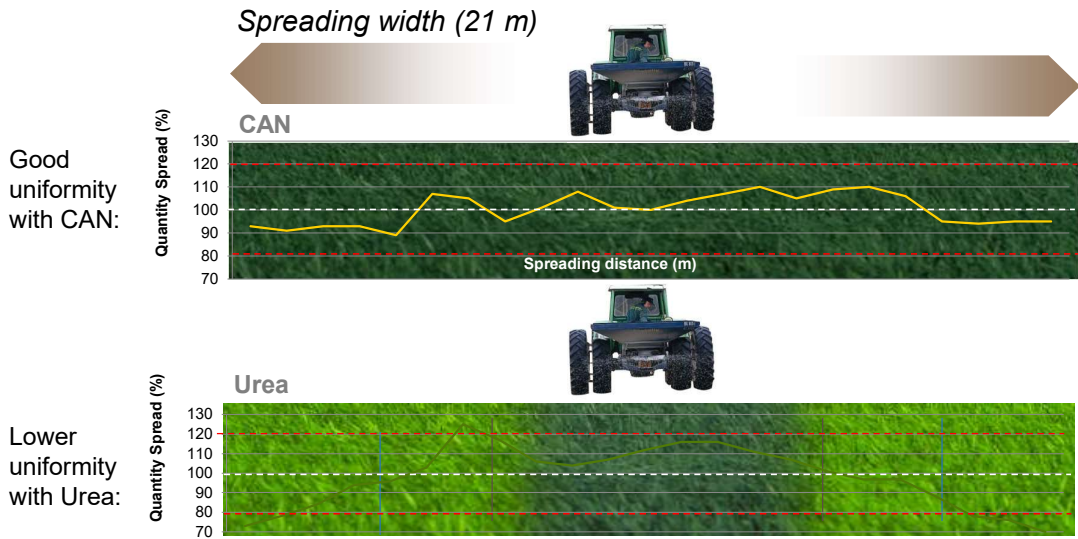 Spreading width (21 m)
CAN
Good
uniformity
with CAN:
Quantity Spread (%)
130
120
110
100
90
80
70
Spreading distance (m)
Urea
Lower
uniformity
with Urea:
Quantity Spread (%)
130
120
110
100
90
80
70